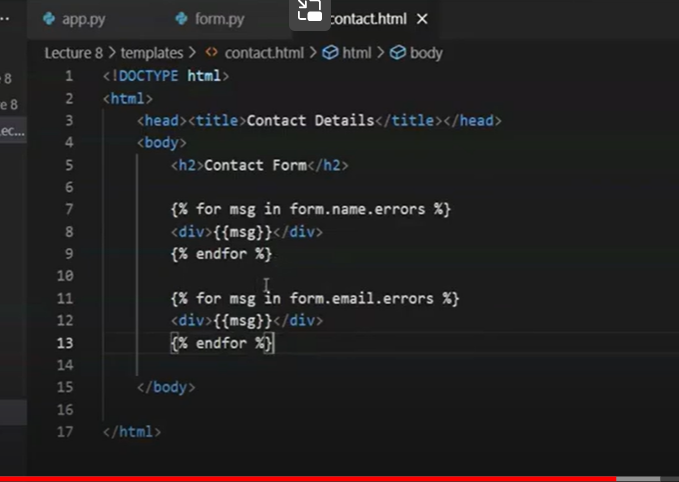 app.py form.py contact.html
Lecture 8 > templates > contact.html > html > body
8
e 8
ec...
1 <!DOCTYPE html>
2 <html>
3 <head><title>Contact Details</title></head>
4 <body>
5 <h2>Contact Form</h2>
6
7 {% for msg in form.name.errors %}
8 <div>{{msg}}</div>
9 {% endfor %}
10
11 {% for msg in form.email.errors %}
12 <div>{{msg}}</div>
13 {% endfor %}
14
15 </body>
16
17 </html>